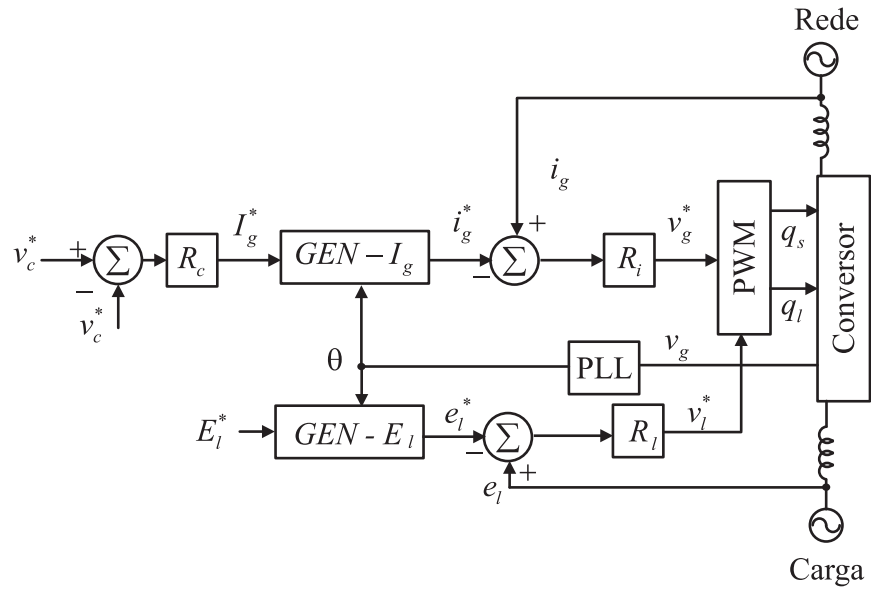 Rede
i_g
v_c^* + Σ R_c I_g^* GEN – I_g i_g^* + Σ R_i v_g^* PWM q_s Conversor
− −
v_c^* q_l
θ PLL v_g
E_l^* GEN - E_l e_l^* Σ R_l v_l^*
− +
e_l
Carga